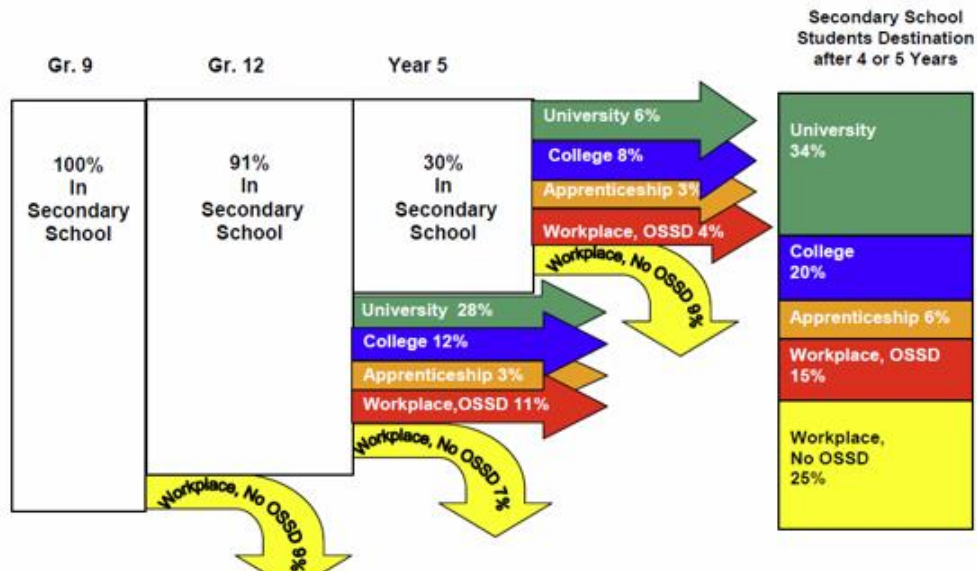 Secondary School
Students Destination
after 4 or 5 Years
Gr. 9
Gr. 12
Year 5
100%
In
Secondary
School
91%
In
Secondary
School
30%
In
Secondary
School
University 6%
College 8%
Apprenticeship 3%
Workplace, OSSD 4%
Workplace, No OSSD 9%
University 28%
College 12%
Apprenticeship 3%
Workplace,OSSD 11%
Workplace, No OSSD 7%
Workplace, No OSSD 9%
University
34%
College
20%
Apprenticeship 6%
Workplace, OSSD
15%
Workplace,
No OSSD
25%